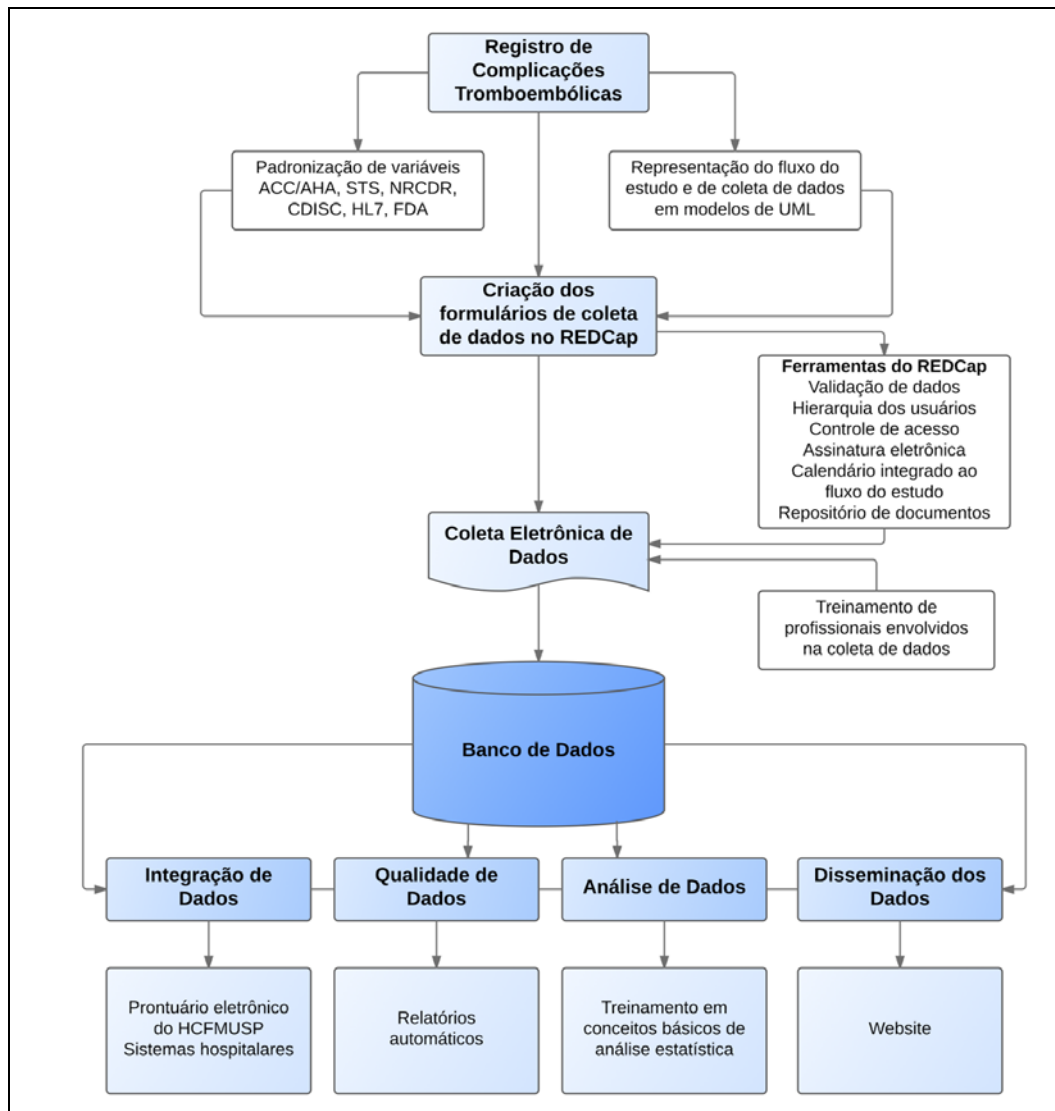 Registro de
Complicações
Tromboembólicas
Padronização de variáveis
ACC/AHA, STS, NRCDR,
CDISC, HL7, FDA
Representação do fluxo do
estudo e de coleta de dados
em modelos de UML
Criação dos
formulários de coleta
de dados no REDCap
Ferramentas do REDCap
Validação de dados
Hierarquia dos usuários
Controle de acesso
Assinatura eletrônica
Calendário integrado ao
fluxo do estudo
Repositório de documentos
Coleta Eletrônica de
Dados
Treinamento de
profissionais envolvidos
na coleta de dados
Banco de Dados
Integração de
Dados
Qualidade de
Dados
Análise de Dados
Disseminação dos
Dados
Prontuário eletrônico
do HCFMUSP
Sistemas hospitalares
Relatórios
automáticos
Treinamento em
conceitos básicos de
análise estatística
Website